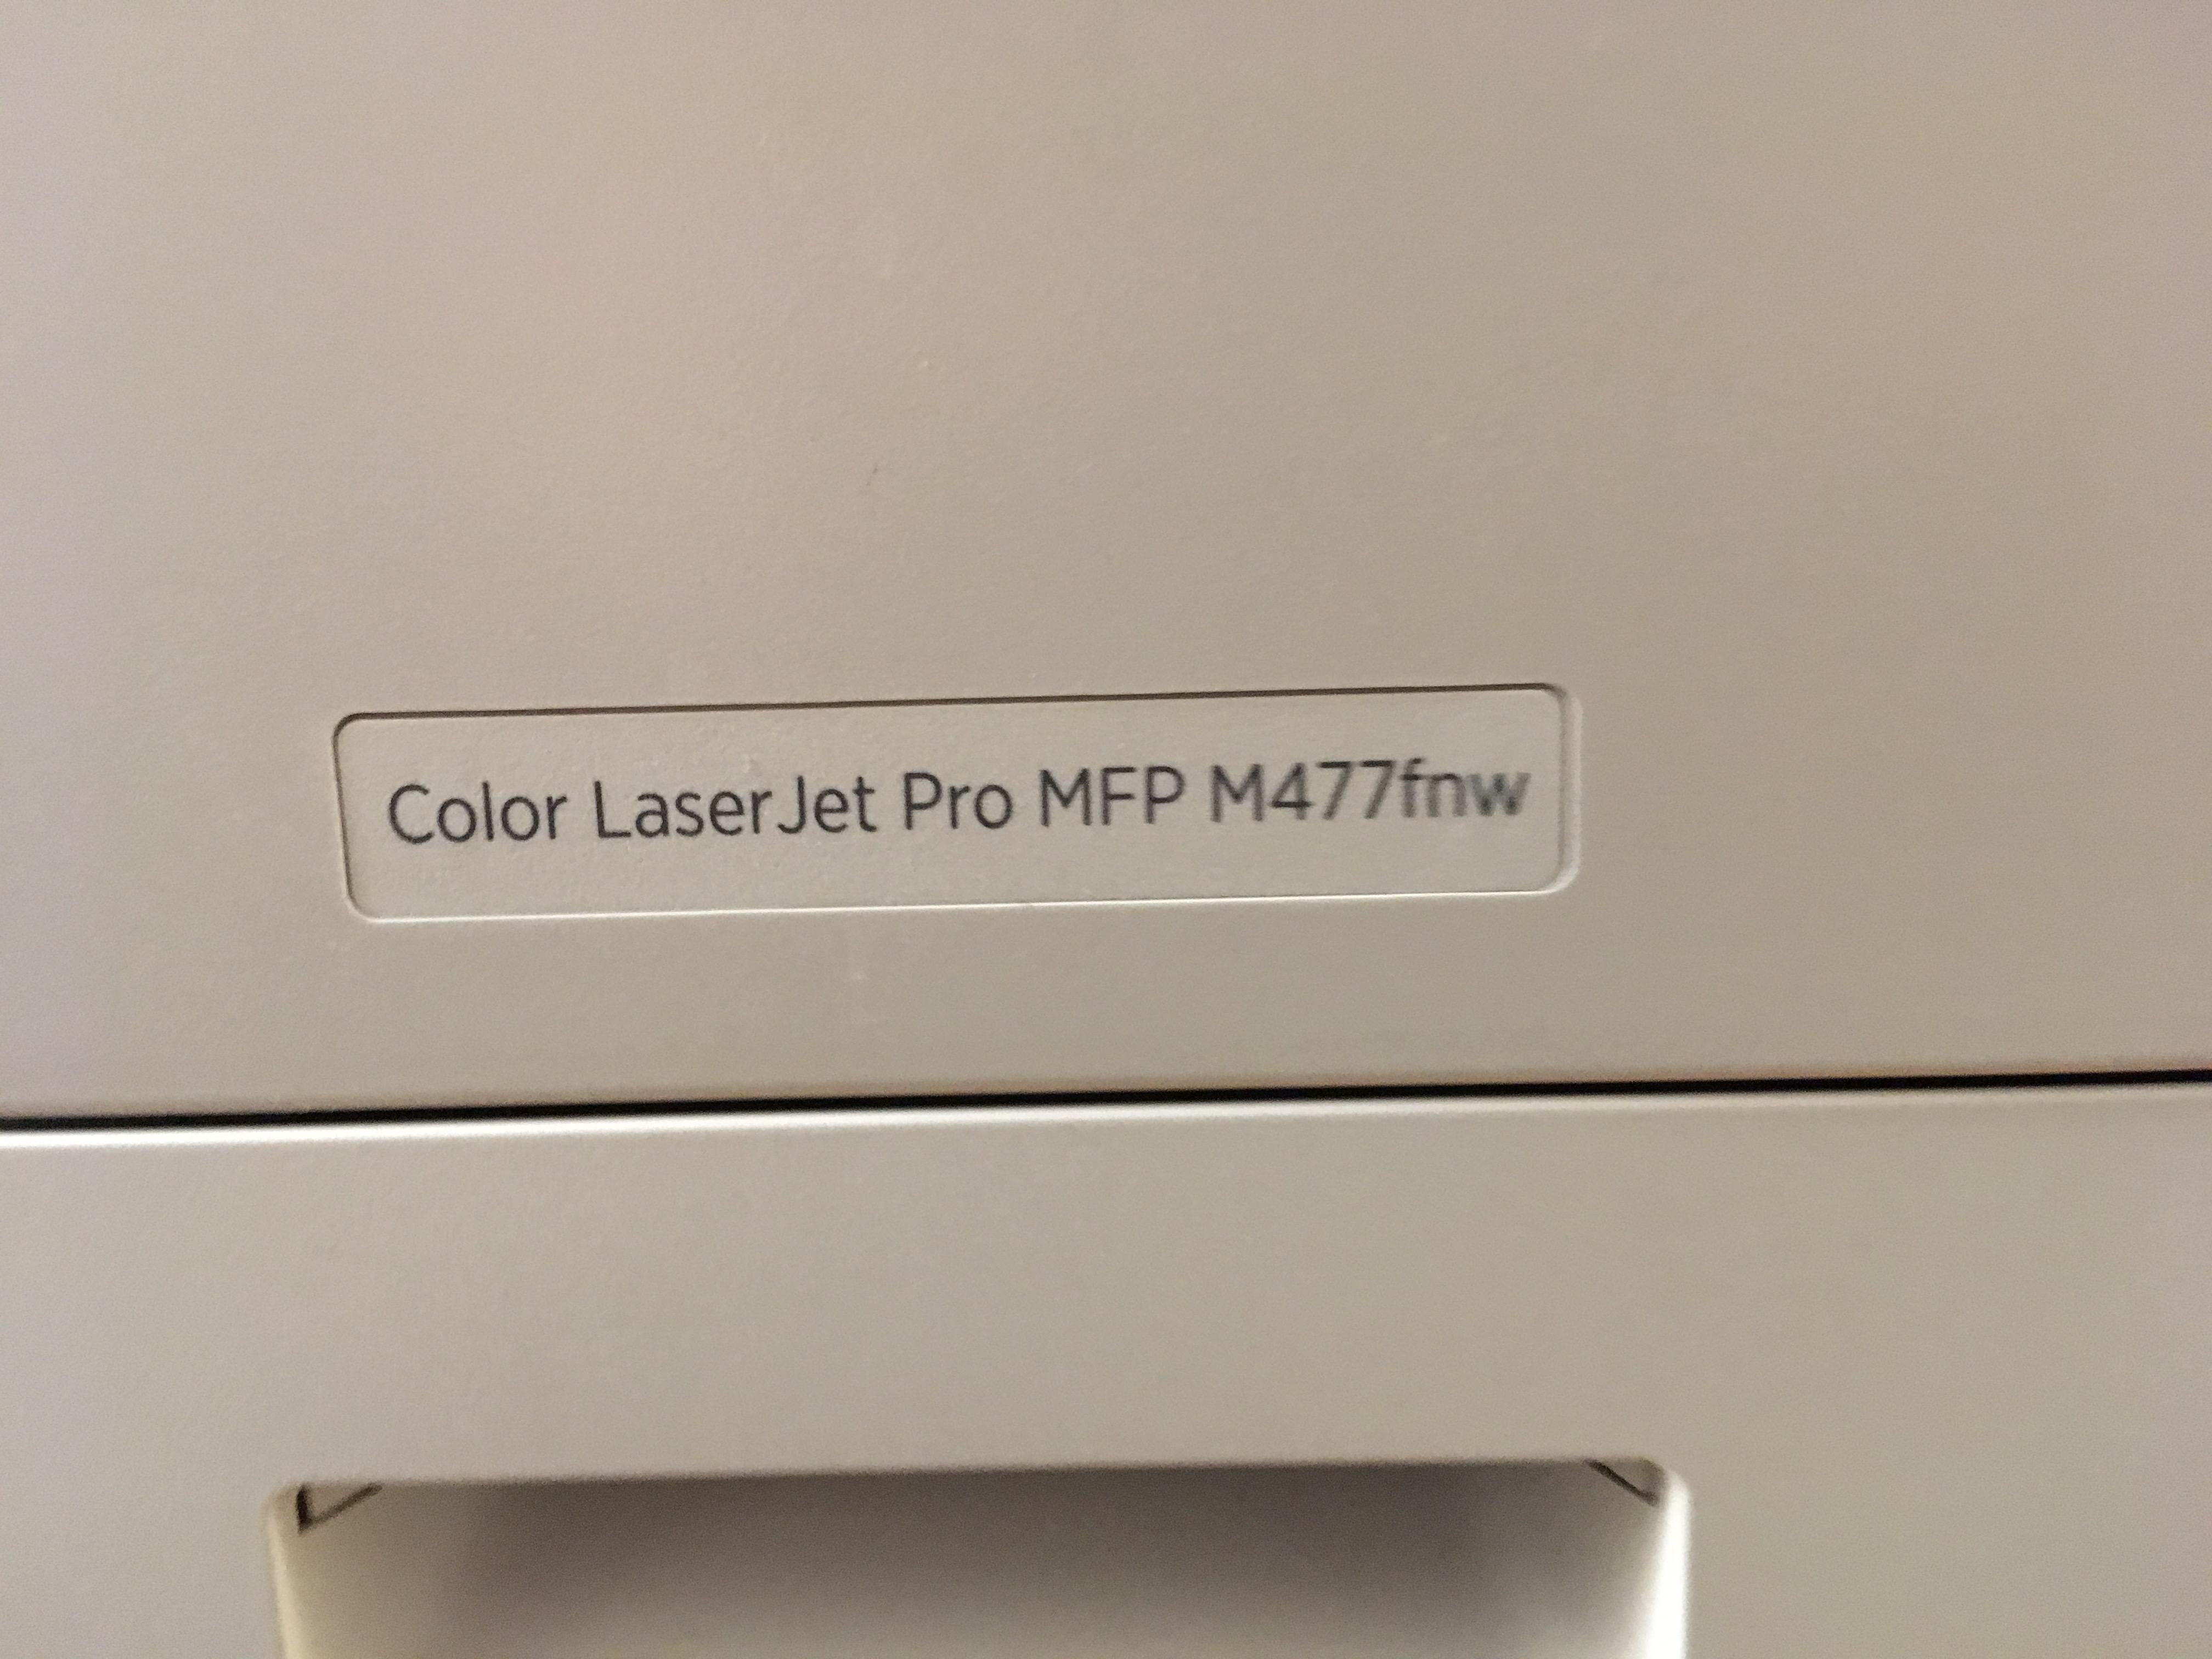 Color LaserJet Pro MFP M477fnw